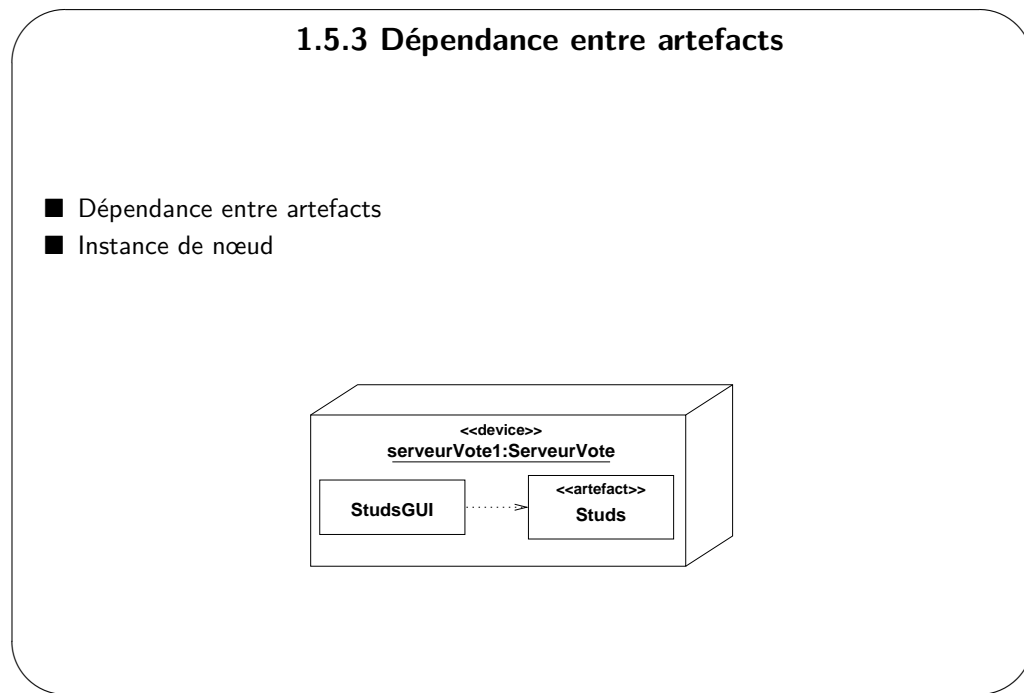 1.5.3 Dépendance entre artefacts
Dépendance entre artefacts
Instance de nœud
<<device>>
serveurVote1:ServeurVote
StudsGUI
<<artefact>>
Studs